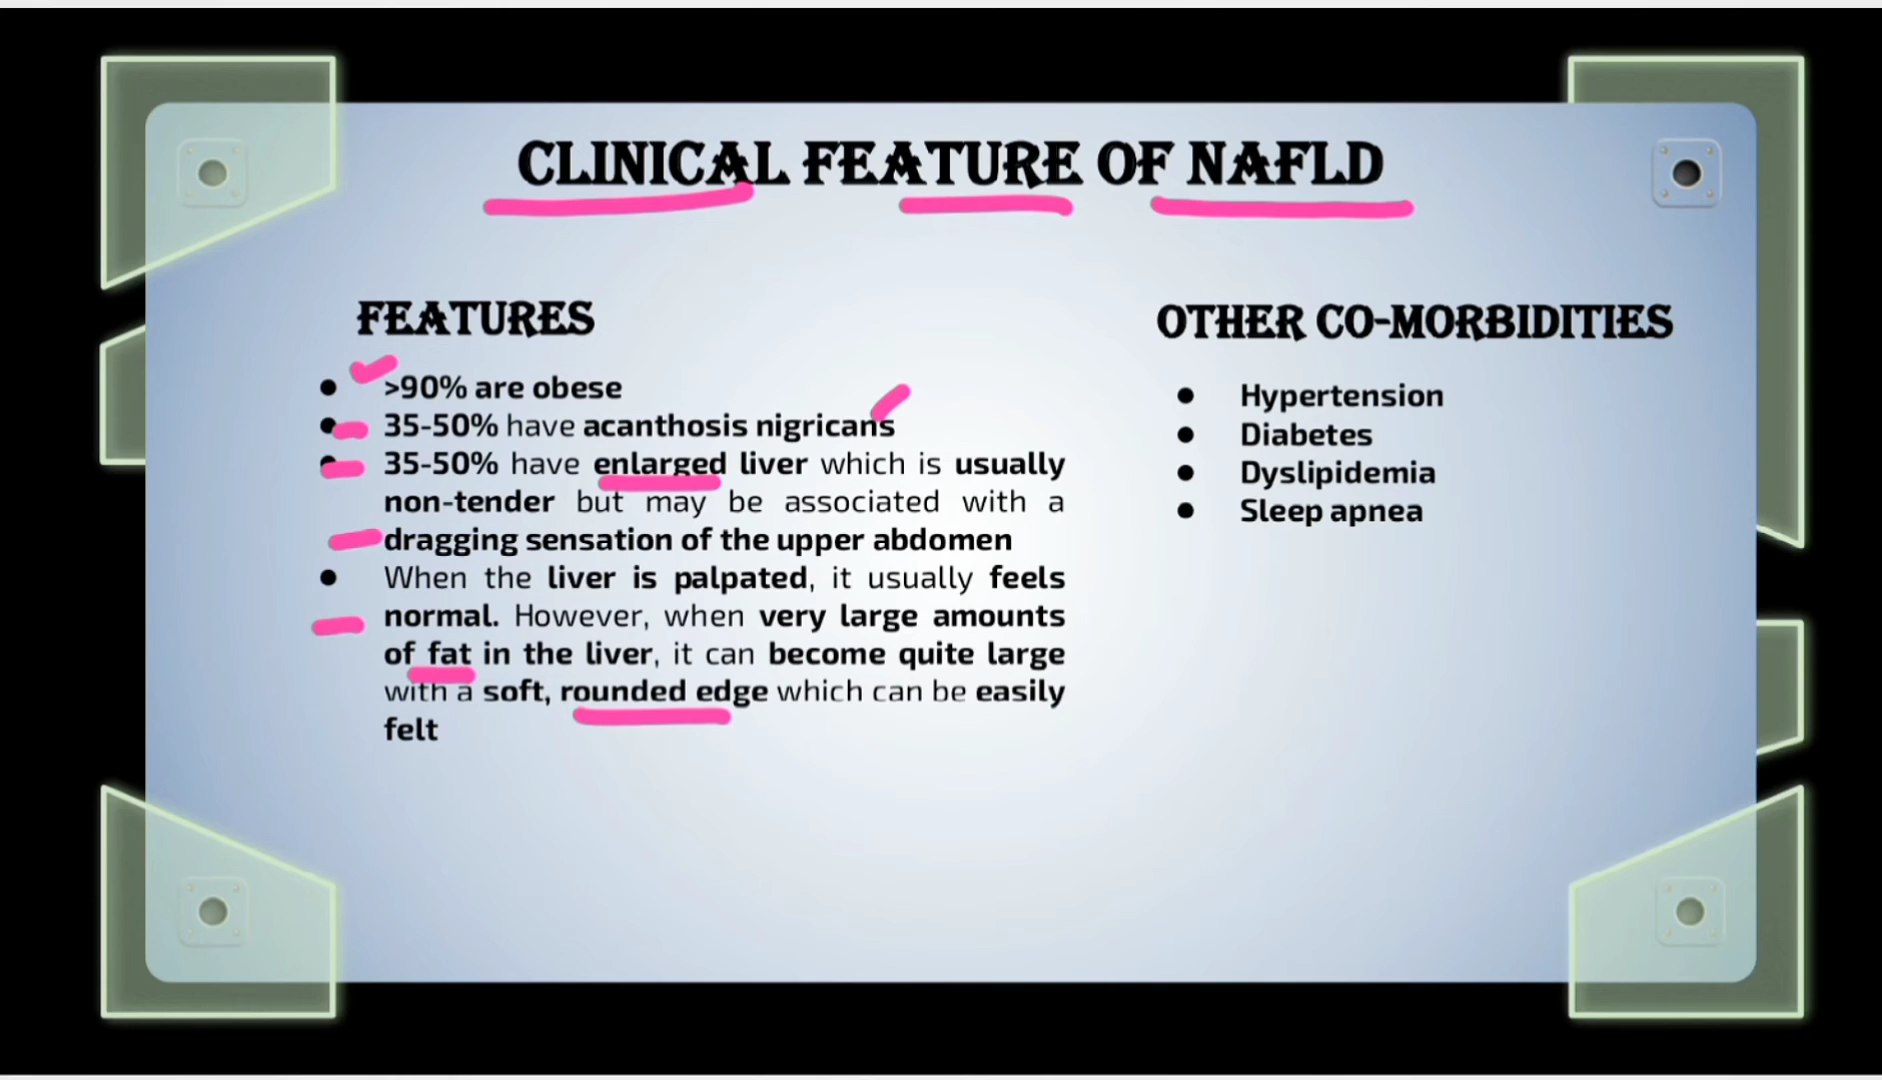 CLINICAL FEATURE OF NAFLD
FEATURES
● >90% are obese
● 35-50% have acanthosis nigricans
● 35-50% have enlarged liver which is usually
non-tender but may be associated with a
dragging sensation of the upper abdomen
● When the liver is palpated, it usually feels
normal. However, when very large amounts
of fat in the liver, it can become quite large
with a soft, rounded edge which can be easily
felt
OTHER CO-MORBIDITIES
● Hypertension
● Diabetes
● Dyslipidemia
● Sleep apnea